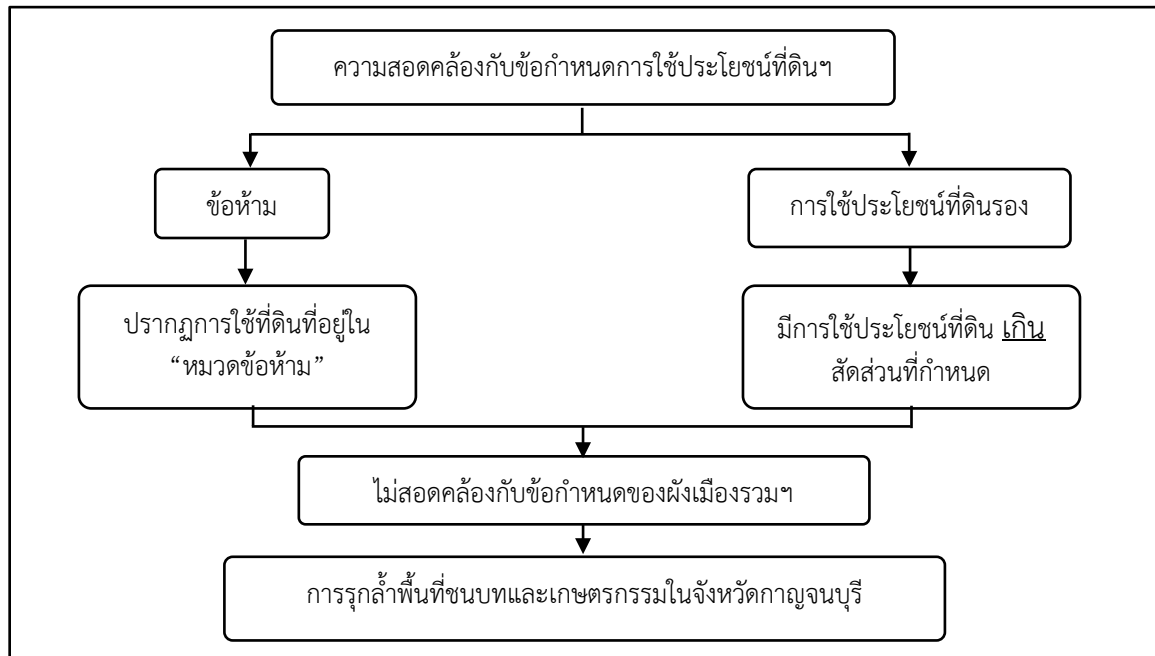 ความสอดคล้องกับข้อกำหนดการใช้ประโยชน์ที่ดินฯ
ข้อห้าม
การใช้ประโยชน์ที่ดินรอง
ปรากฏการใช้ที่ดินที่อยู่ใน
“หมวดข้อห้าม”
มีการใช้ประโยชน์ที่ดิน เกิน
สัดส่วนที่กำหนด
ไม่สอดคล้องกับข้อกำหนดของผังเมืองรวมฯ
การรุกล้ำพื้นที่ชนบทและเกษตรกรรมในจังหวัดกาญจนบุรี